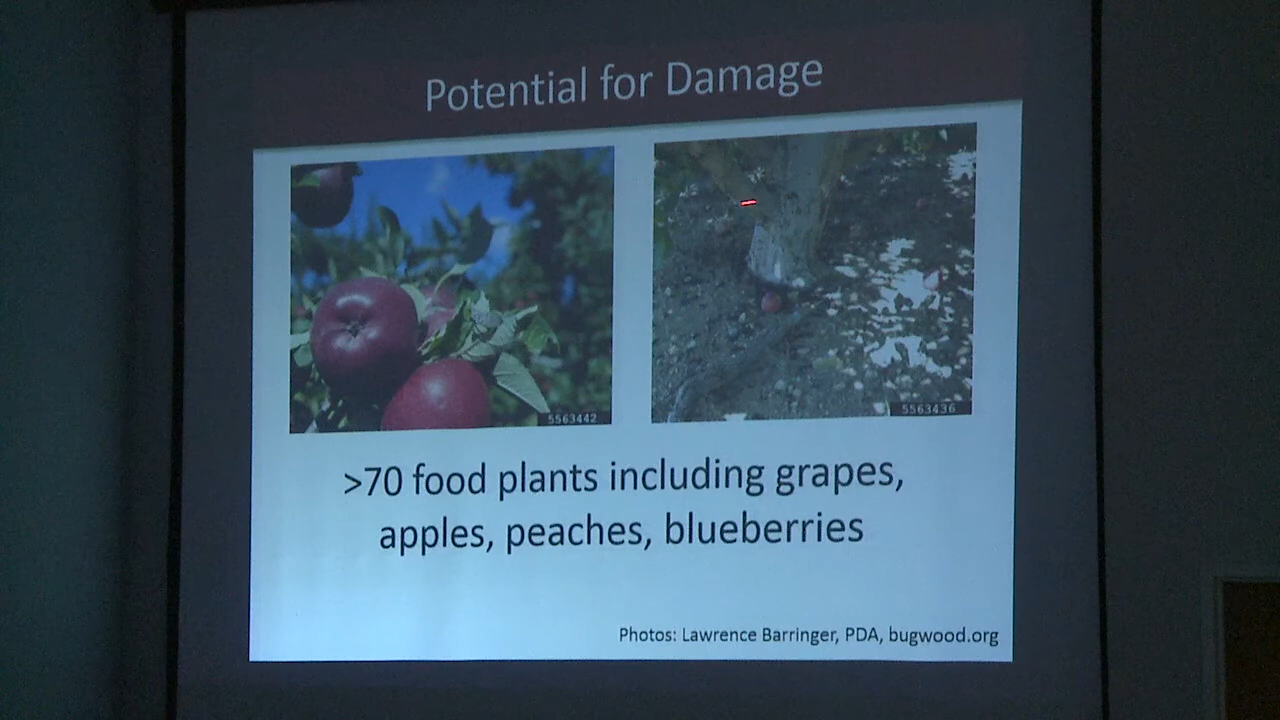 Potential for Damage
5563442
5563436
>70 food plants including grapes,
apples, peaches, blueberries
Photos: Lawrence Barringer, PDA, bugwood.org